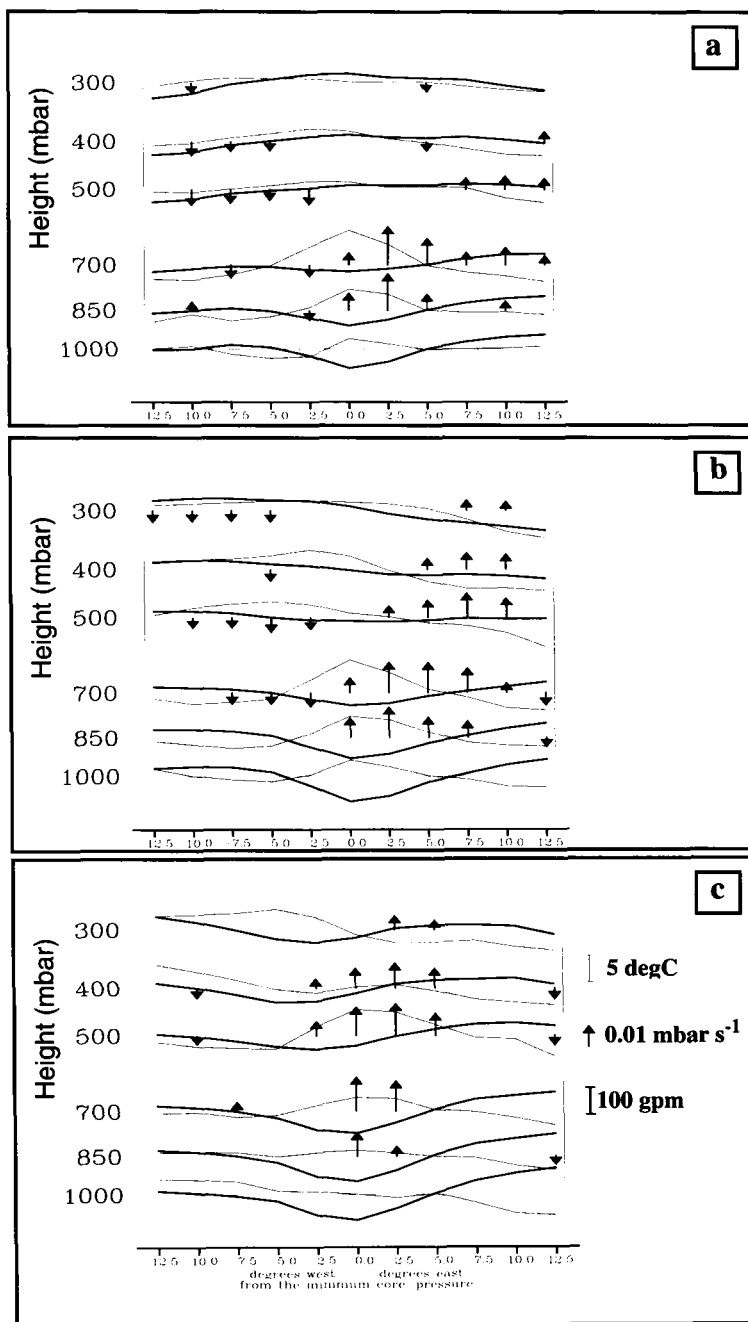 a
Height (mbar)
300
400
500
700
850
1000
12.5 10.0 7.5 5.0 2.5 0.0 2.5 5.0 7.5 10.0 12.5
b
Height (mbar)
300
400
500
700
850
1000
12.5 10.0 7.5 5.0 2.5 0.0 2.5 5.0 7.5 10.0 12.5
c
Height (mbar)
300
400
500
700
850
1000
5 degC
0.01 mbar s⁻¹
100 gpm
12.5 10.0 7.5 5.0 2.5 0.0 2.5 5.0 7.5 10.0 12.5
degrees west degrees east
from the minimum core pressure